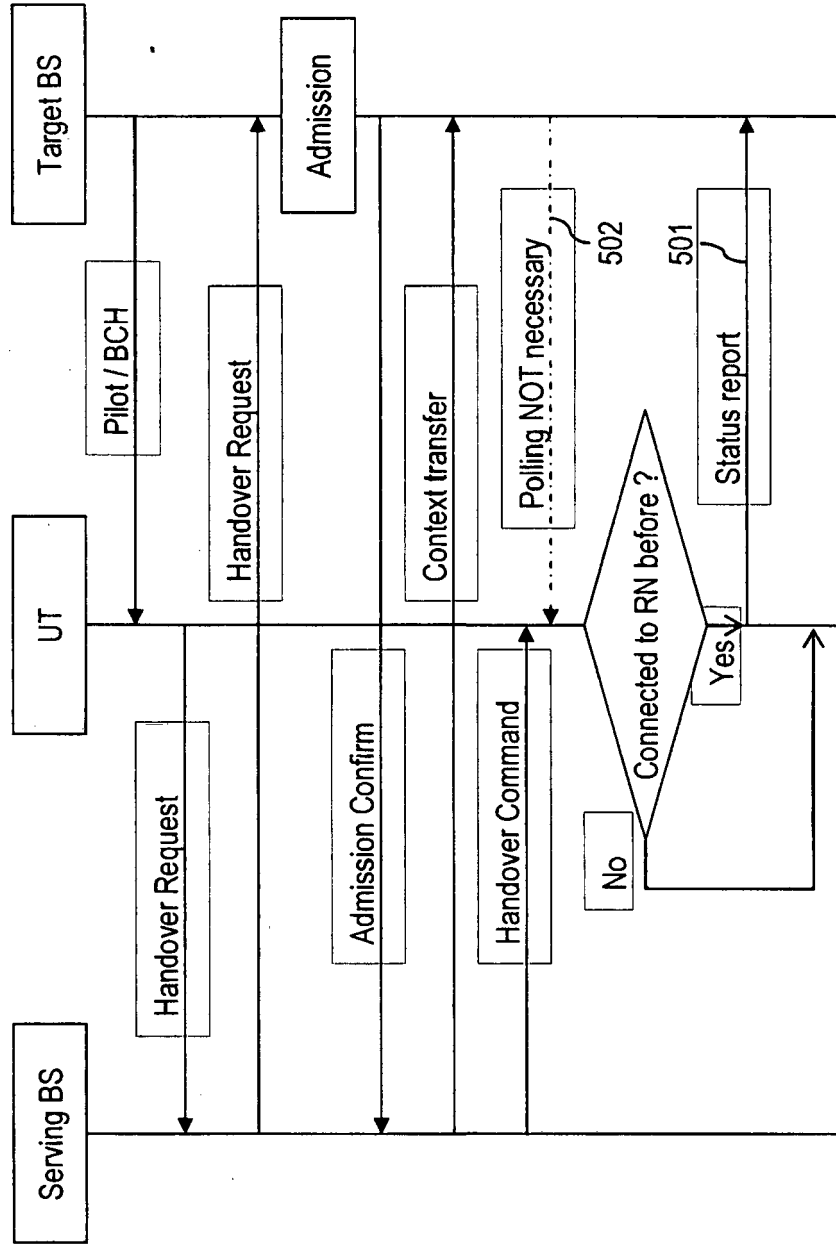 Serving BS
UT
Target BS
Pilot / BCH
Handover Request
Handover Request
Admission
Admission Confirm
Context transfer
Handover Command
Polling NOT necessary
502
Connected to RN before ?
No
Yes
Status report
501